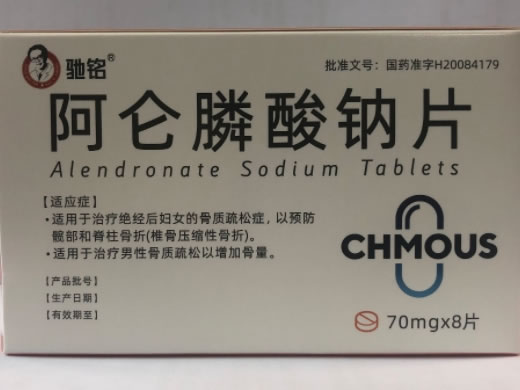 驰铭®
批准文号：国药准字H20084179
阿仑膦酸钠片
Alendronate Sodium Tablets
【适应症】
•适用于治疗绝经后妇女的骨质疏松症，以预防
髋部和脊柱骨折(椎骨压缩性骨折)。
•适用于治疗男性骨质疏松以增加骨量。
CHMOUS
【产品批号】
【生产日期】
【有效期至】
70mgx8片